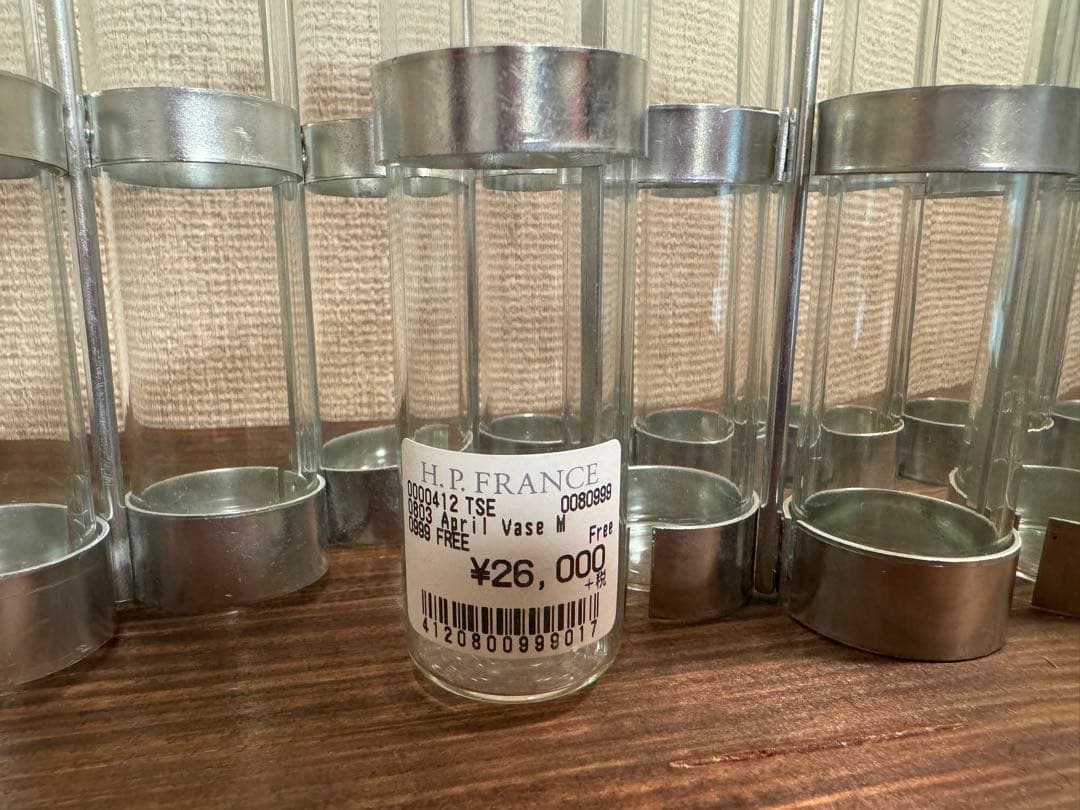 H.P. FRANCE
0000412 TSE 0080999
0803 April Vase M
0999 FREE Free
¥26,000
+税
4120800999017